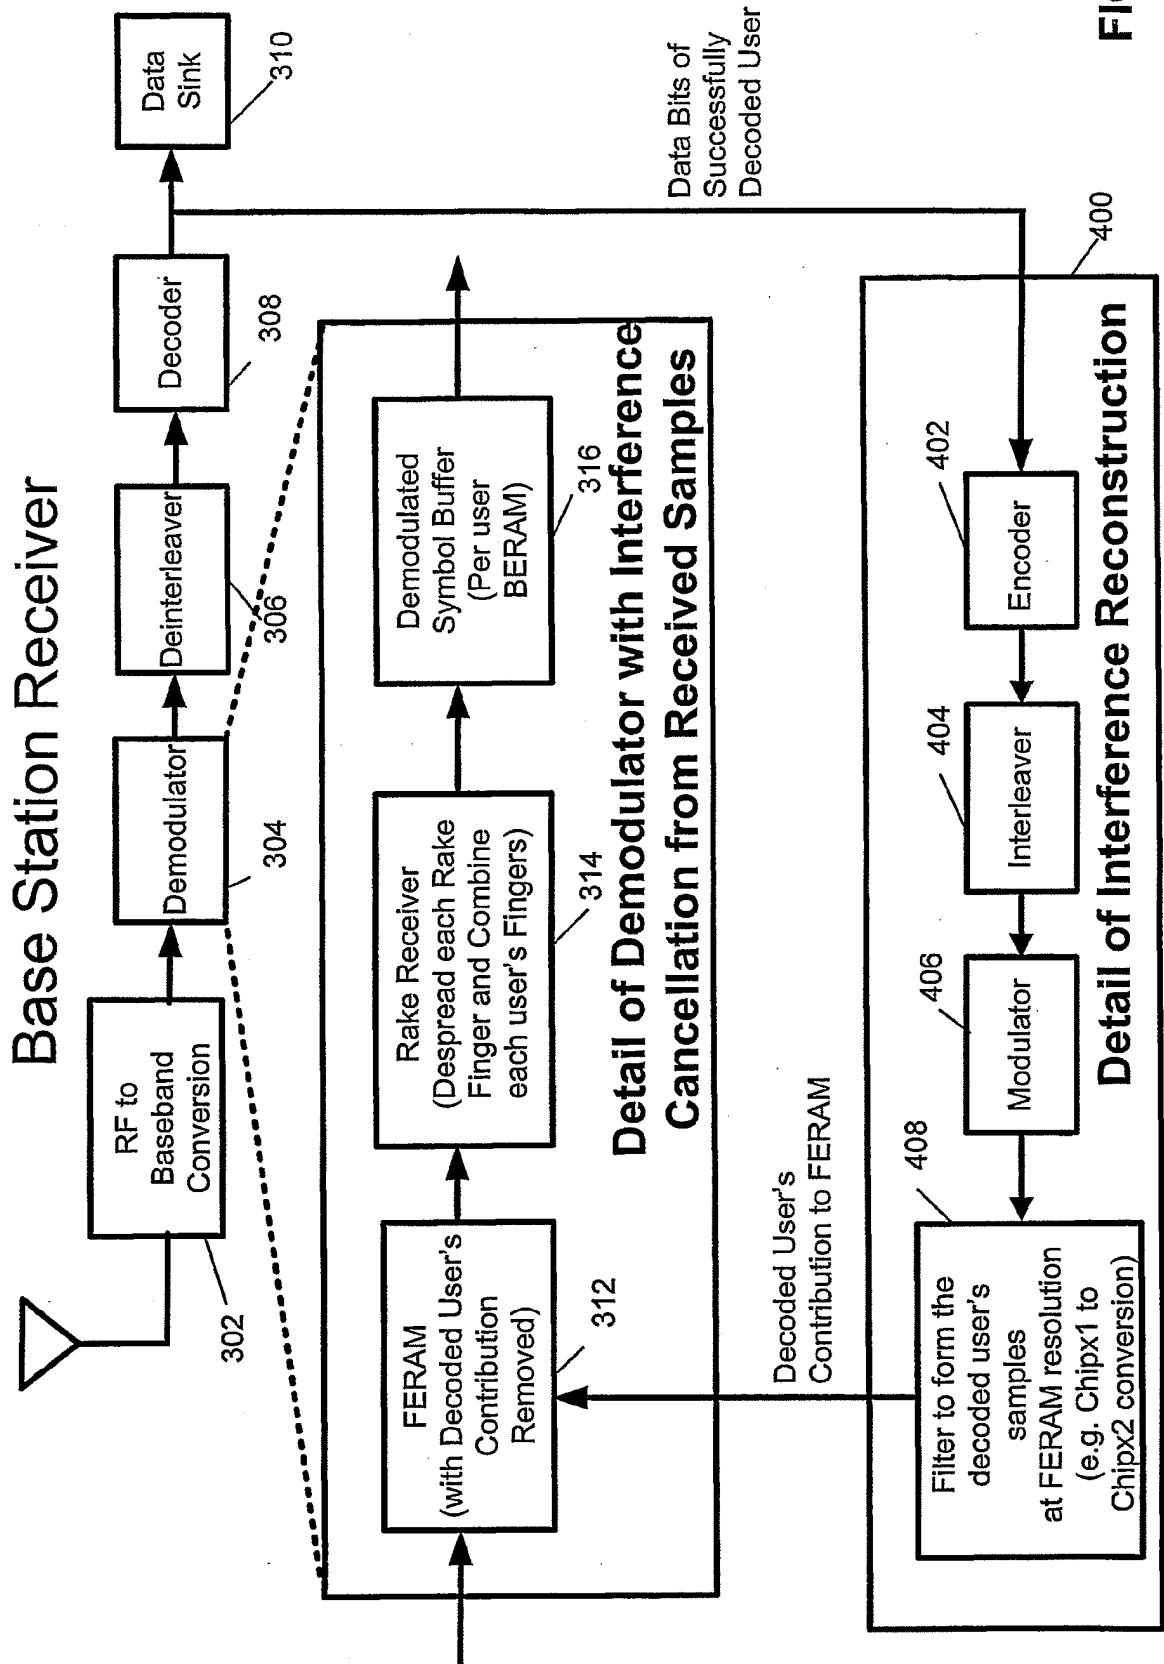 Base Station Receiver
RF to
Baseband
Conversion
302
Demodulator
304
Deinterleaver
306
Decoder
308
Data
Sink
310
FERAM
(with Decoded User's
Contribution
Removed)
312
Rake Receiver
(Despread each Rake
Finger and Combine
each user's Fingers)
314
Demodulated
Symbol Buffer
(Per user
BERAM)
316
Detail of Demodulator with Interference
Cancellation from Received Samples
Decoded User's
Contribution to FERAM
Data Bits of
Successfully
Decoded User
400
Filter to form the
decoded user's
samples
at FERAM resolution
(e.g. Chipx1 to
Chipx2 conversion)
408
Modulator
406
Interleaver
404
Encoder
402
Detail of Interference Reconstruction